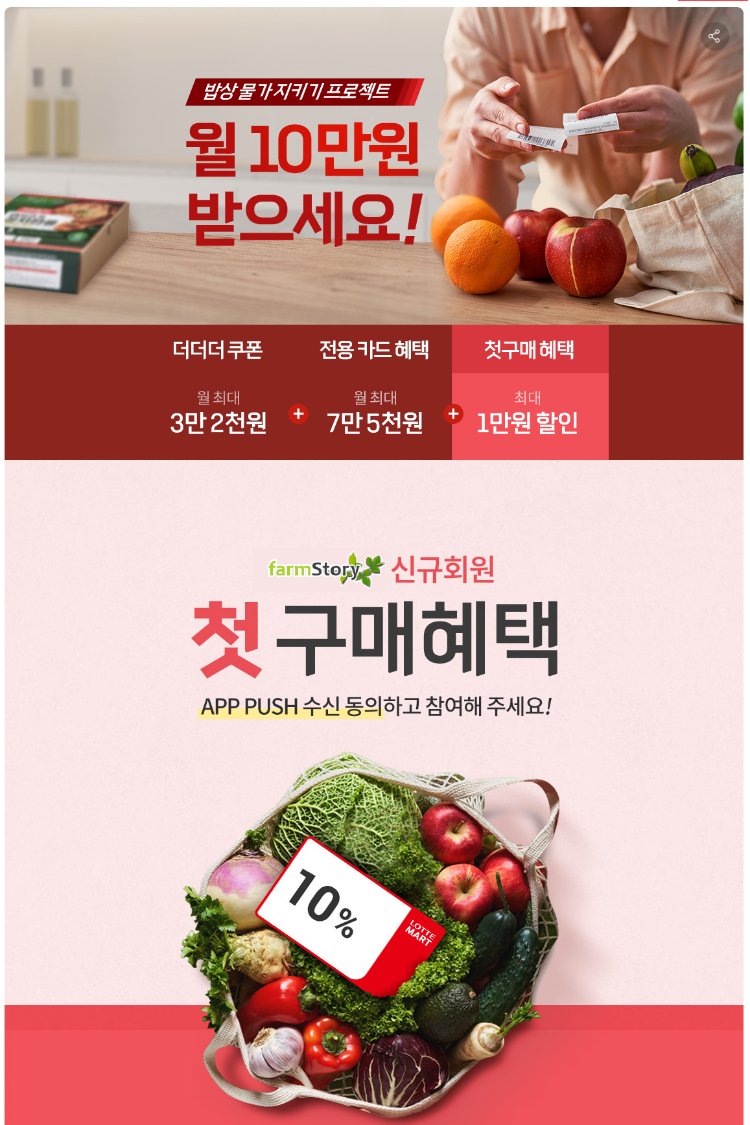 밥상 물가 지키기 프로젝트
월 10만원
받으세요!
더더더 쿠폰
월 최대
3만 2천원
+
전용 카드 혜택
월 최대
7만 5천원
+
첫구매 혜택
최대
1만원 할인
farmStory 신규회원
첫 구매혜택
APP PUSH 수신 동의하고 참여해 주세요!
10%
LOTTE
MART